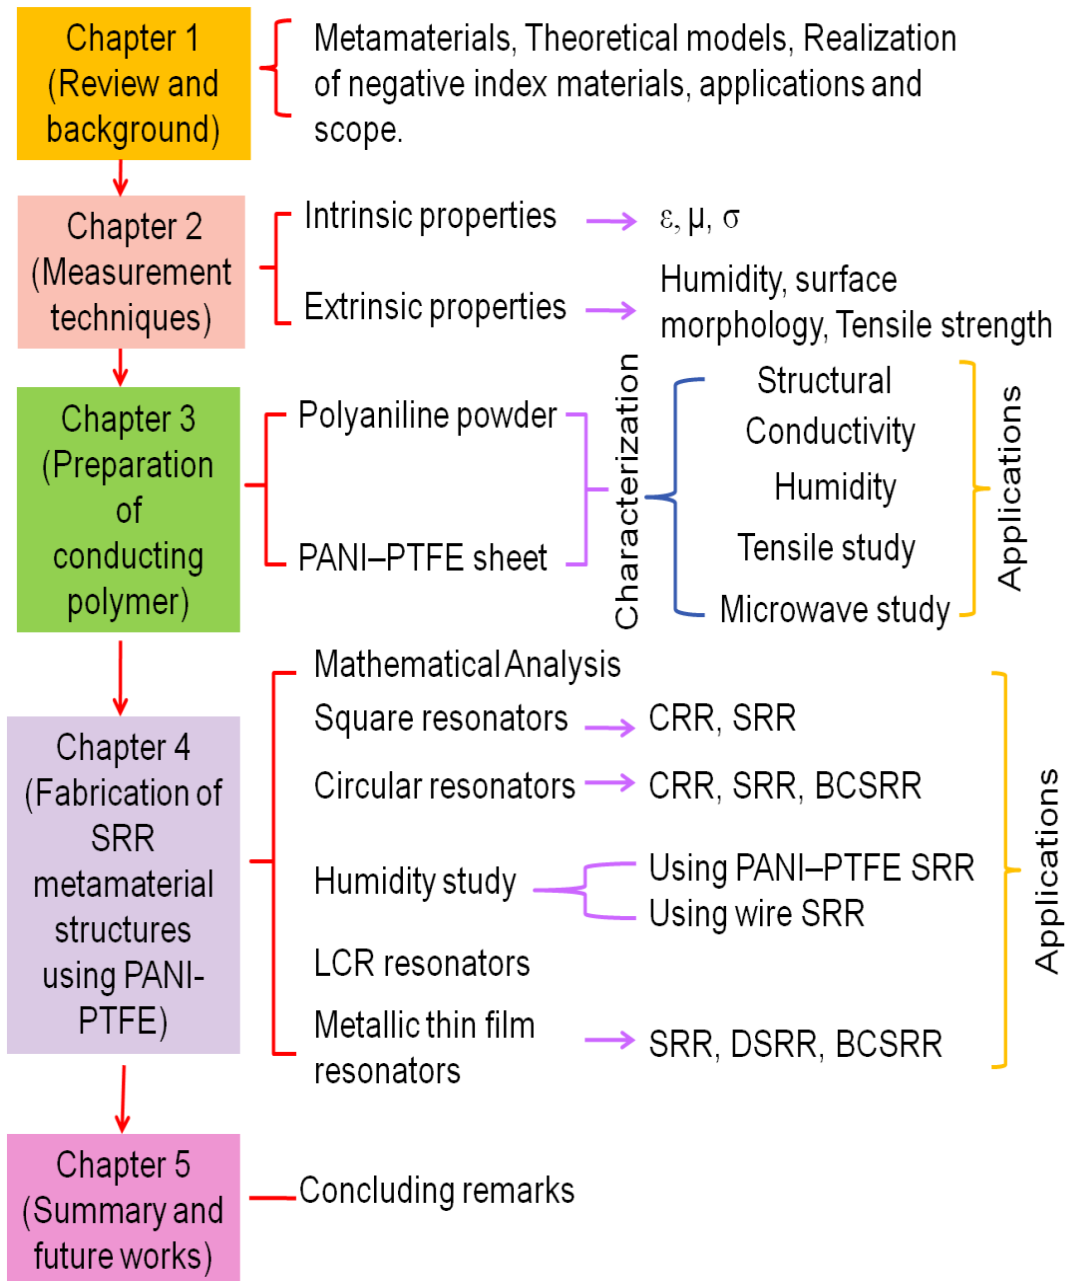 Chapter 1
(Review and
background)
Metamaterials, Theoretical models, Realization
of negative index materials, applications and
scope.
Chapter 2
(Measurement
techniques)
Intrinsic properties
ε, μ, σ
Extrinsic properties
Humidity, surface
morphology, Tensile strength
Chapter 3
(Preparation
of
conducting
polymer)
Polyaniline powder
PANI–PTFE sheet
Characterization
Structural
Conductivity
Humidity
Tensile study
Microwave study
Applications
Chapter 4
(Fabrication of
SRR
metamaterial
structures
using PANI-
PTFE)
Mathematical Analysis
Square resonators
CRR, SRR
Circular resonators
CRR, SRR, BCSRR
Humidity study
Using PANI–PTFE SRR
Using wire SRR
LCR resonators
Metallic thin film
resonators
SRR, DSRR, BCSRR
Applications
Chapter 5
(Summary and
future works)
Concluding remarks